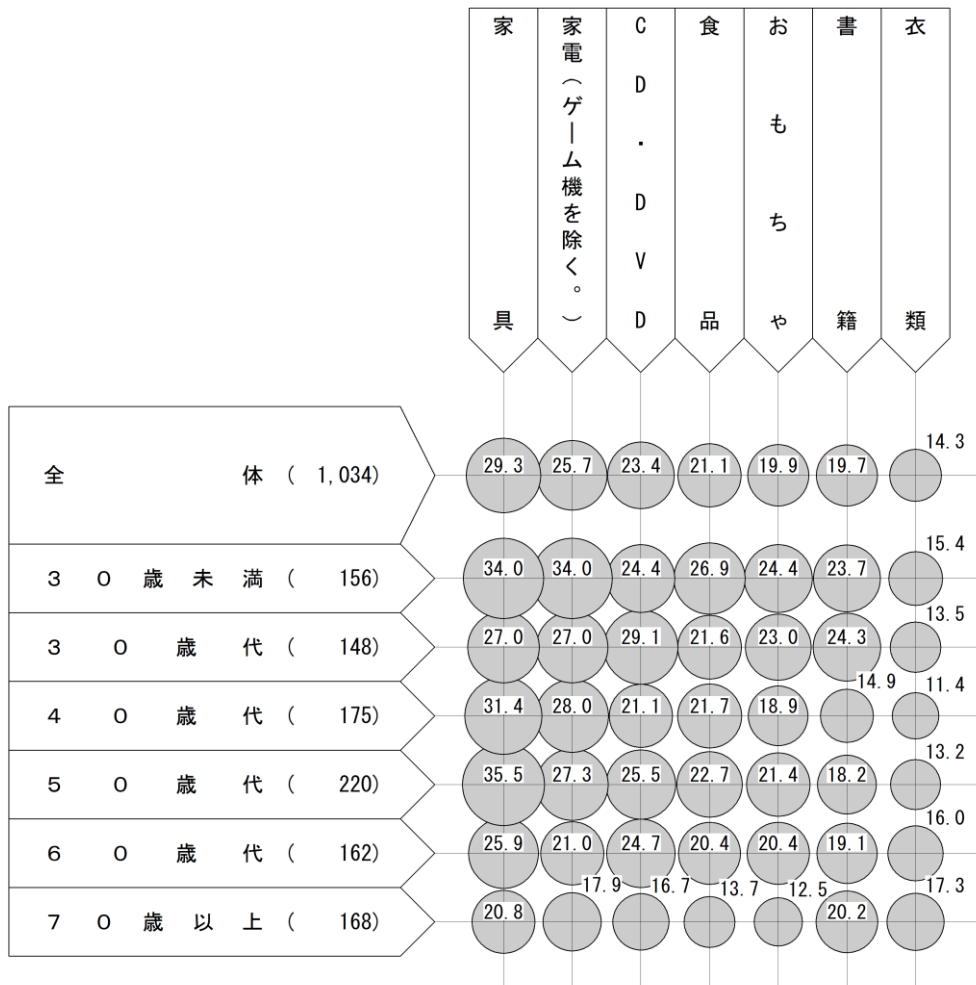 家具
家電（ゲーム機を除く。）
ＣＤ・ＤＶＤ
食品
おもちゃ
書籍
衣類
全体（ 1,034） 29.3 25.7 23.4 21.1 19.9 19.7 14.3
３０歳未満（ 156） 34.0 34.0 24.4 26.9 24.4 23.7 15.4
３０歳代（ 148） 27.0 27.0 29.1 21.6 23.0 24.3 13.5
４０歳代（ 175） 31.4 28.0 21.1 21.7 18.9 14.9 11.4
５０歳代（ 220） 35.5 27.3 25.5 22.7 21.4 18.2 13.2
６０歳代（ 162） 25.9 21.0 24.7 20.4 20.4 19.1 16.0
７０歳以上（ 168） 20.8 17.9 16.7 13.7 12.5 20.2 17.3